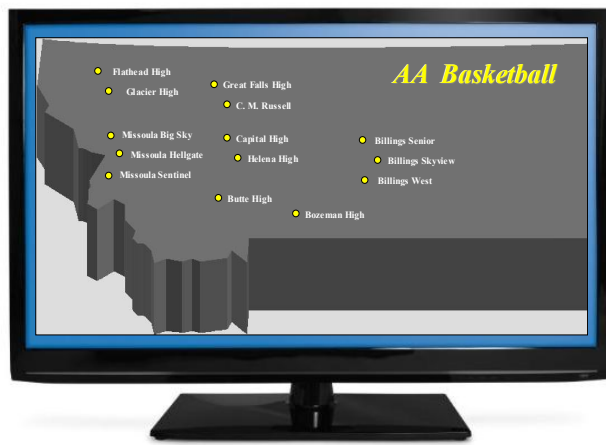 AA Basketball
Flathead High
Great Falls High
Glacier High
C. M. Russell
Missoula Big Sky
Capital High
Billings Senior
Missoula Hellgate
Helena High
Billings Skyview
Missoula Sentinel
Billings West
Butte High
Bozeman High